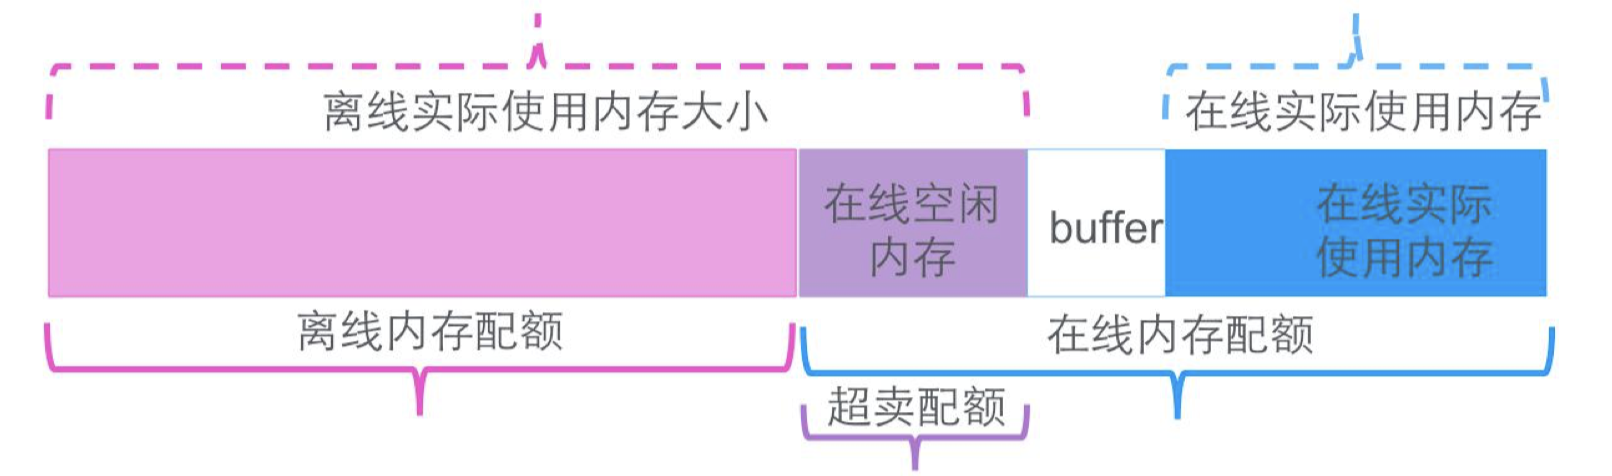 离线实际使用内存大小
在线实际使用内存
在线空闲
内存
buffer
在线实际
使用内存
离线内存配额
在线内存配额
超卖配额